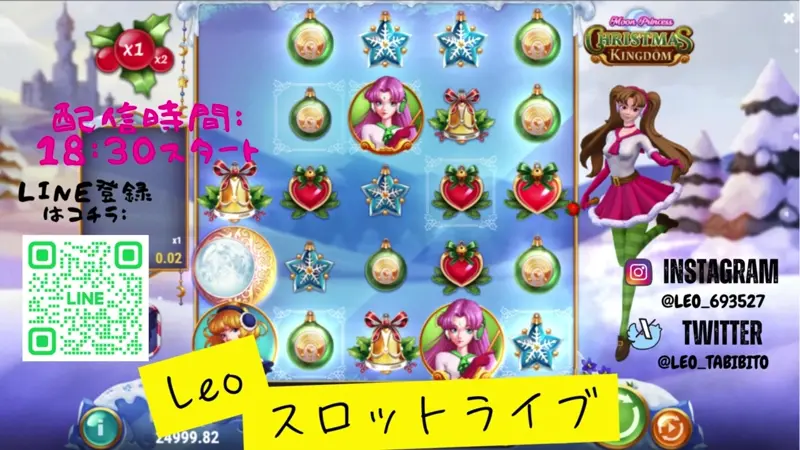 x1
x2
Moon Princess
CHRISTMAS
KINGDOM
配信時間:
18:30スタート
LINE登録
はコチラ:
x1
0.02
LINE
INSTAGRAM
@LEO_693527
TWITTER
@LEO_TABIBITO
Leo
スロットライブ
24999.82